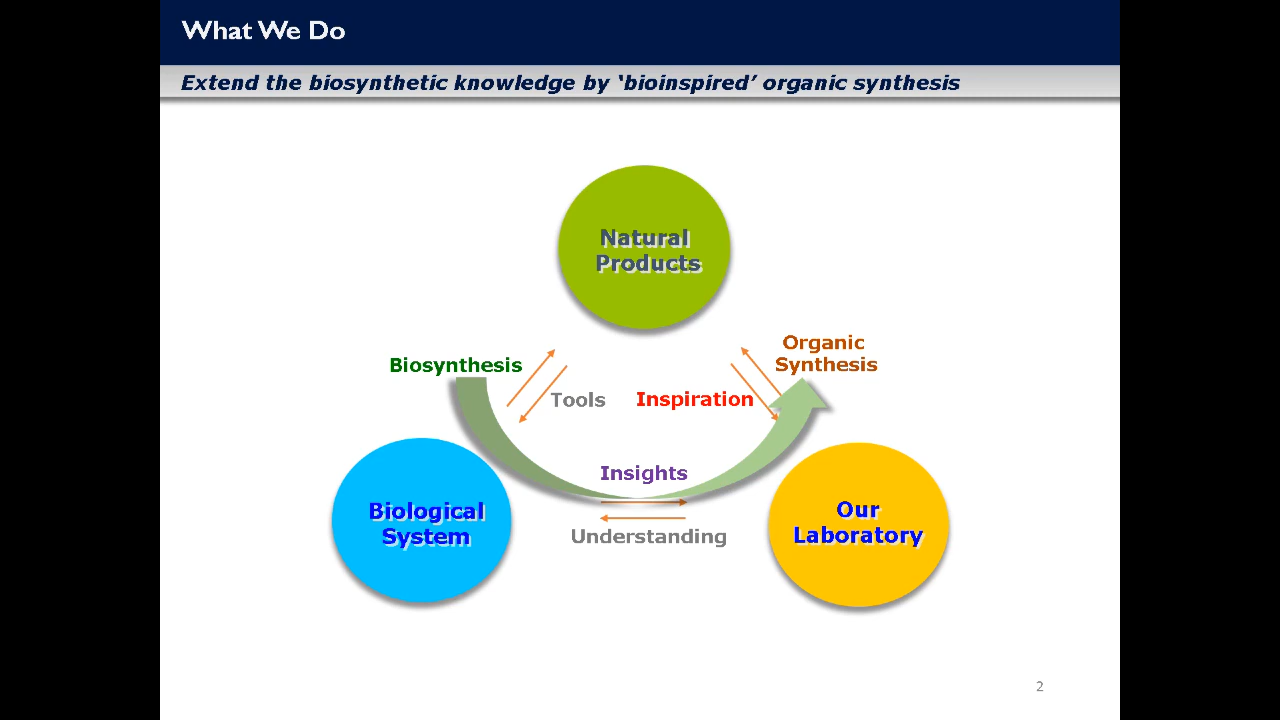 What We Do
Extend the biosynthetic knowledge by ‘bioinspired’ organic synthesis
Natural
Products
Organic
Synthesis
Biosynthesis
Tools
Inspiration
Insights
Biological
System
Our
Laboratory
Understanding
2